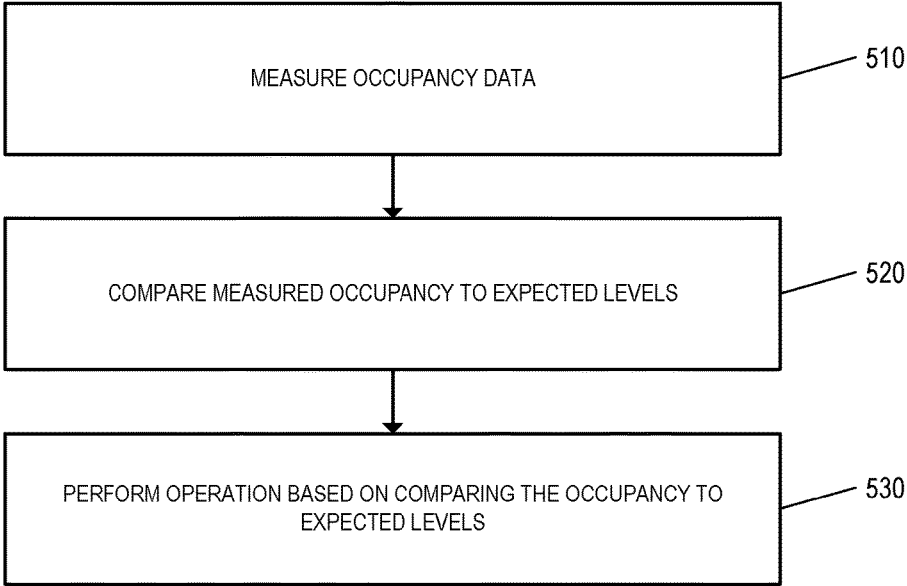 MEASURE OCCUPANCY DATA
510
COMPARE MEASURED OCCUPANCY TO EXPECTED LEVELS
520
PERFORM OPERATION BASED ON COMPARING THE OCCUPANCY TO
EXPECTED LEVELS
530